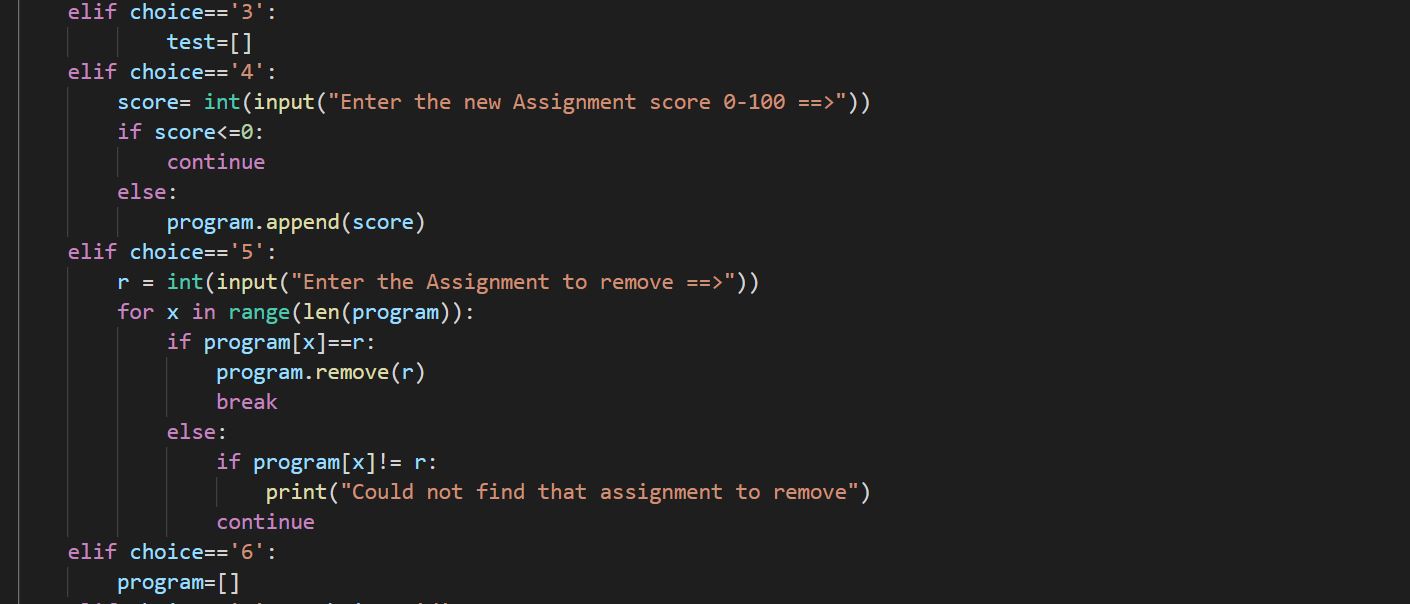 elif choice=='3':
test=[]
elif choice=='4':
score= int(input("Enter the new Assignment score 0-100 ==>"))
if score<=0:
continue
else:
program.append(score)
elif choice=='5':
r = int(input("Enter the Assignment to remove ==>"))
for x in range(len(program)):
if program[x]==r:
program.remove(r)
break
else:
if program[x]!= r:
print("Could not find that assignment to remove")
continue
elif choice=='6':
program=[]